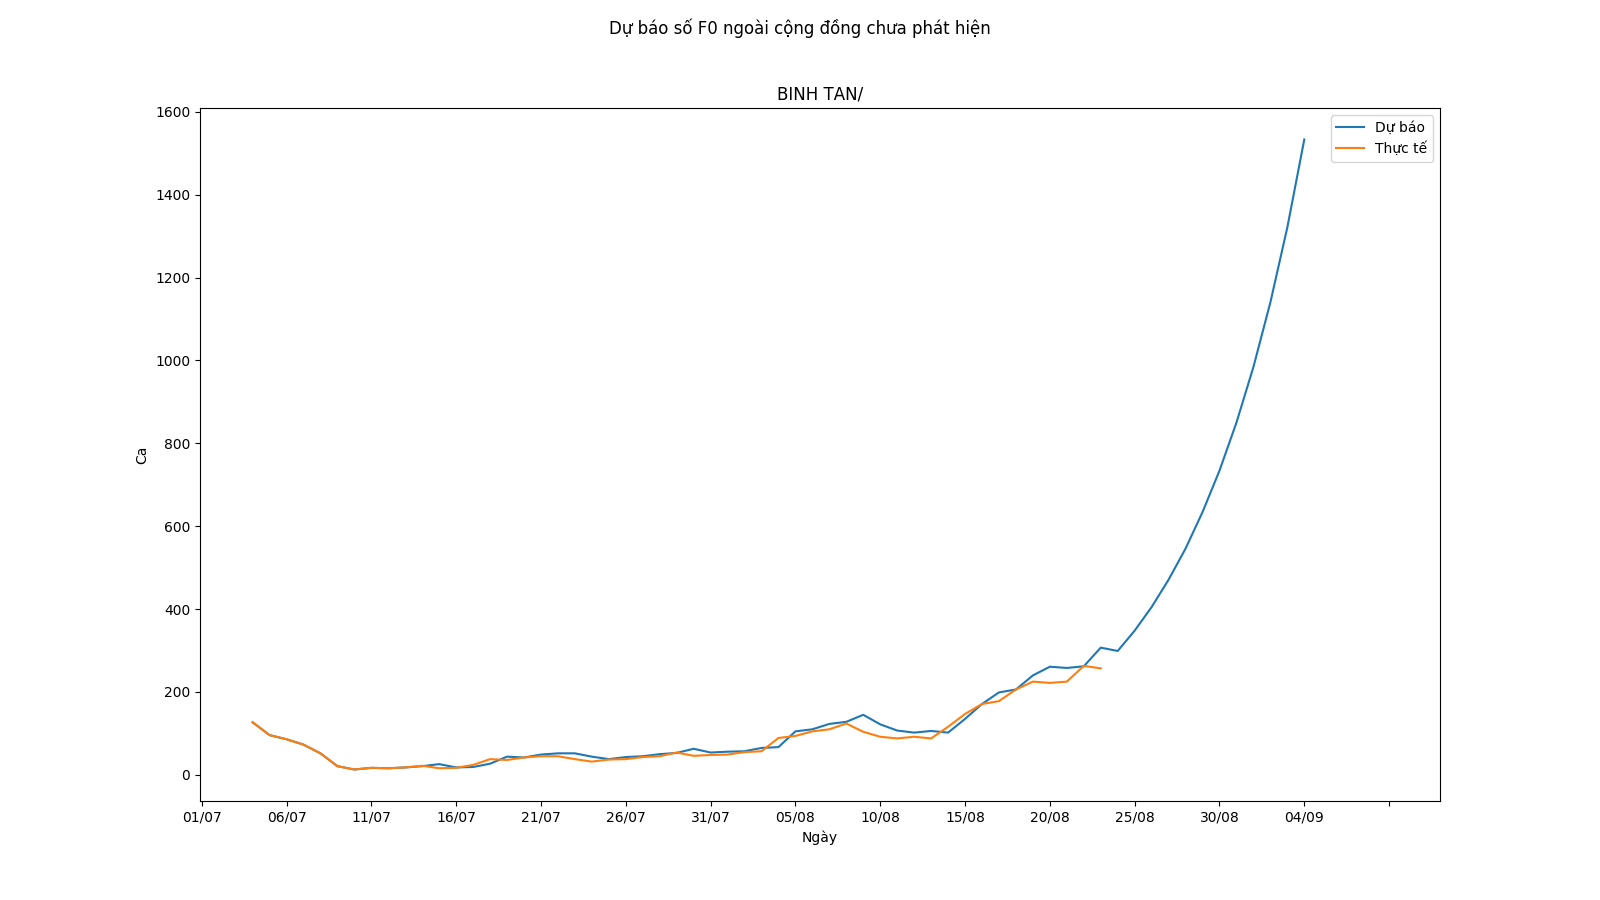 Dự báo số F0 ngoài cộng đồng chưa phát hiện
BINH TAN/
1600
1400
1200
1000
800
600
400
200
0
Ca
Dự báo
Thực tế
01/07 06/07 11/07 16/07 21/07 26/07 31/07 05/08 10/08 15/08 20/08 25/08 30/08 04/09
Ngày